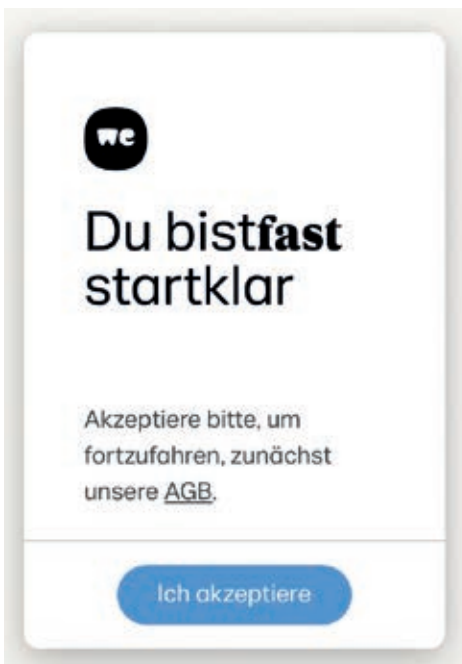 we
Du bistfast
startklar
Akzeptiere bitte, um
fortzufahren, zunächst
unsere AGB.
Ich akzeptiere